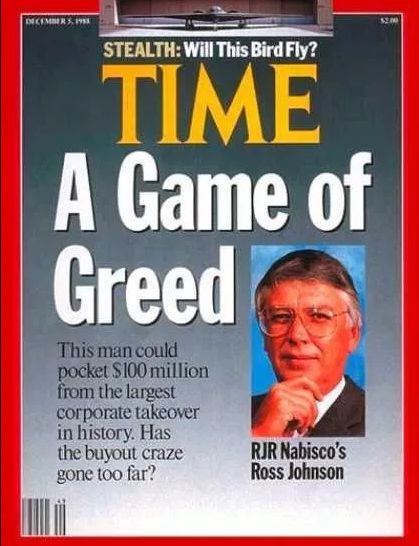 DECEMBER 5, 1988
$2.00
STEALTH: Will This Bird Fly?
TIME
A Game of
Greed
This man could
pocket $100 million
from the largest
corporate takeover
in history. Has
the buyout craze
gone too far?
RJR Nabisco's
Ross Johnson
49